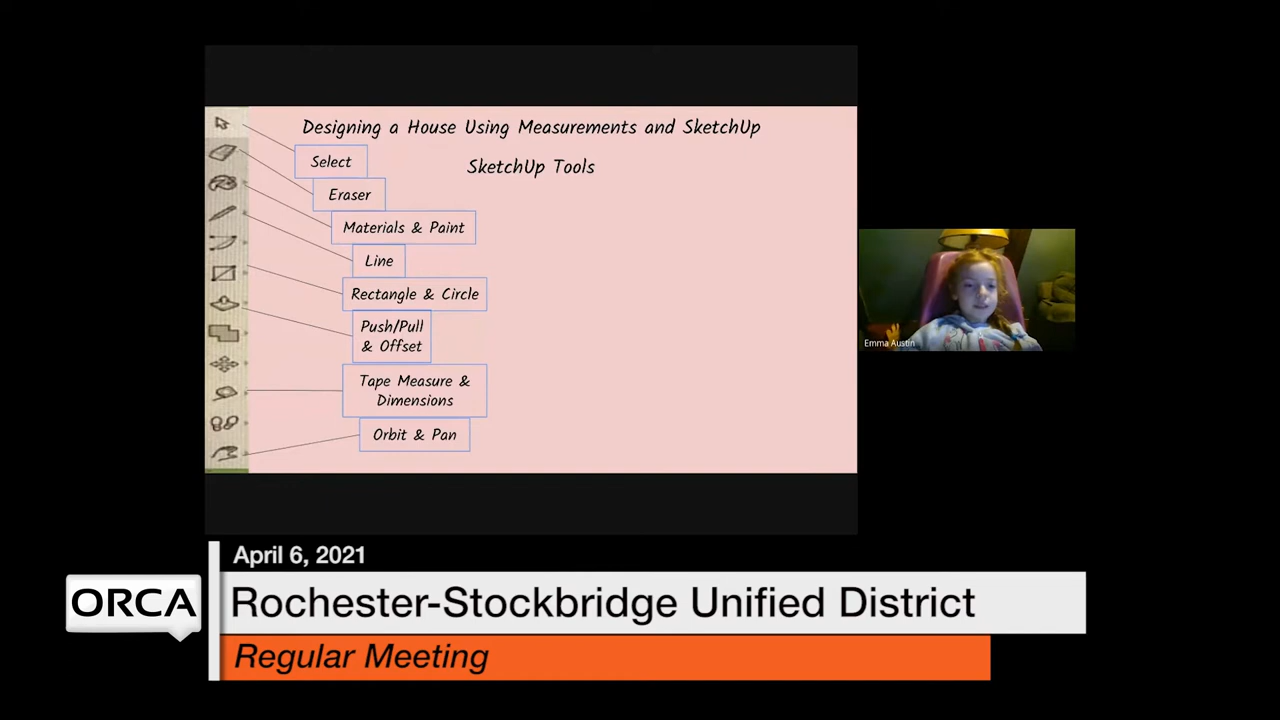 Designing a House Using Measurements and SketchUp
SketchUp Tools
Select
Eraser
Materials & Paint
Line
Rectangle & Circle
Push/Pull
& Offset
Tape Measure &
Dimensions
Orbit & Pan
Emma Austin
April 6, 2021
ORCA
Rochester-Stockbridge Unified District
Regular Meeting